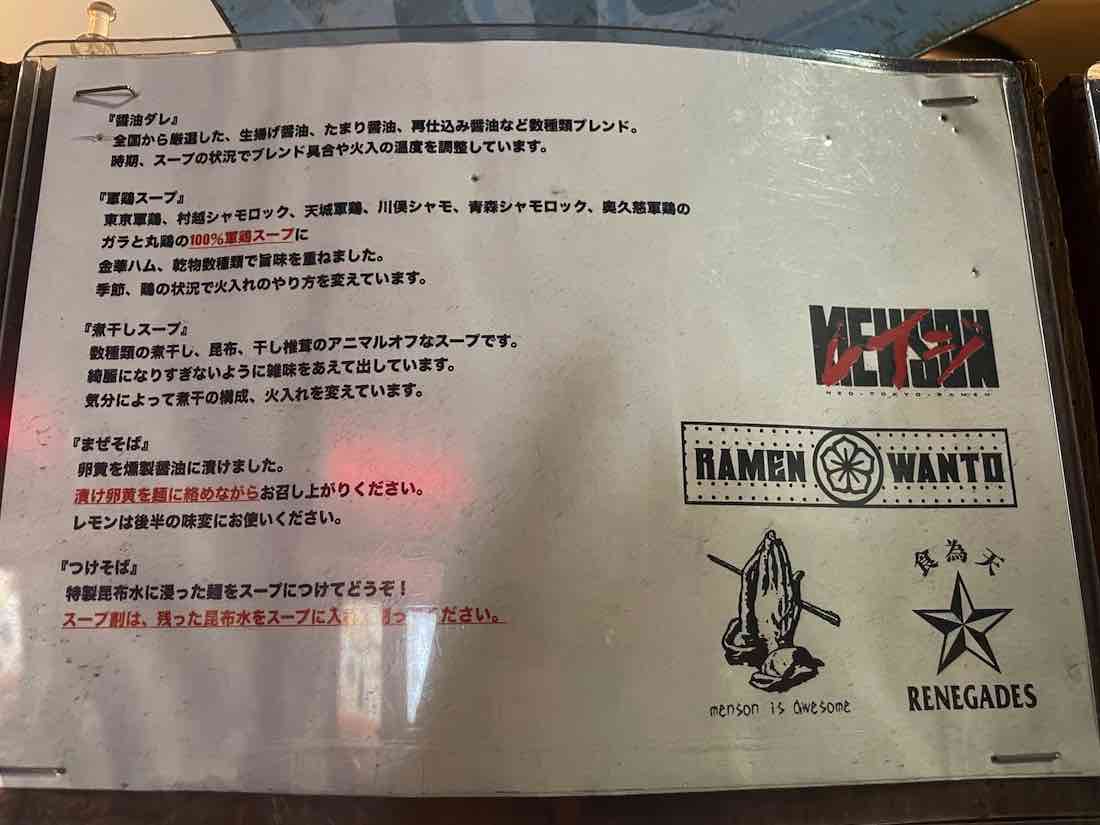 『醤油ダレ』
全国から厳選した、生揚げ醤油、たまり醤油、再仕込み醤油など数種類ブレンド。
時期、スープの状況でブレンド具合や火入の温度を調整しています。
『軍鶏スープ』
東京軍鶏、村越シャモロック、天城軍鶏、川俣シャモ、青森シャモロック、奥久慈軍鶏の
ガラと丸鶏の100%軍鶏スープに
金華ハム、乾物数種類で旨味を重ねました。
季節、鶏の状況で火入れのやり方を変えています。
『煮干しスープ』
数種類の煮干し、昆布、干し椎茸のアニマルオフなスープです。
綺麗になりすぎないように雑味をあえて出しています。
気分によって煮干の構成、火入れを変えています。
『まぜそば』
卵黄を燻製醤油に漬けました。
漬け卵黄を麺に絡めながらお召し上がりください。
レモンは後半の味変にお使いください。
『つけそば』
特製昆布水に浸った麺をスープにつけてどうぞ！
スープ割は、残った昆布水をスープに入れ割ってください。
MENSON
レイジ
NEO-TOKYO-RAMEN
RAMEN WANTO
menson is awesome
食為天
RENEGADES